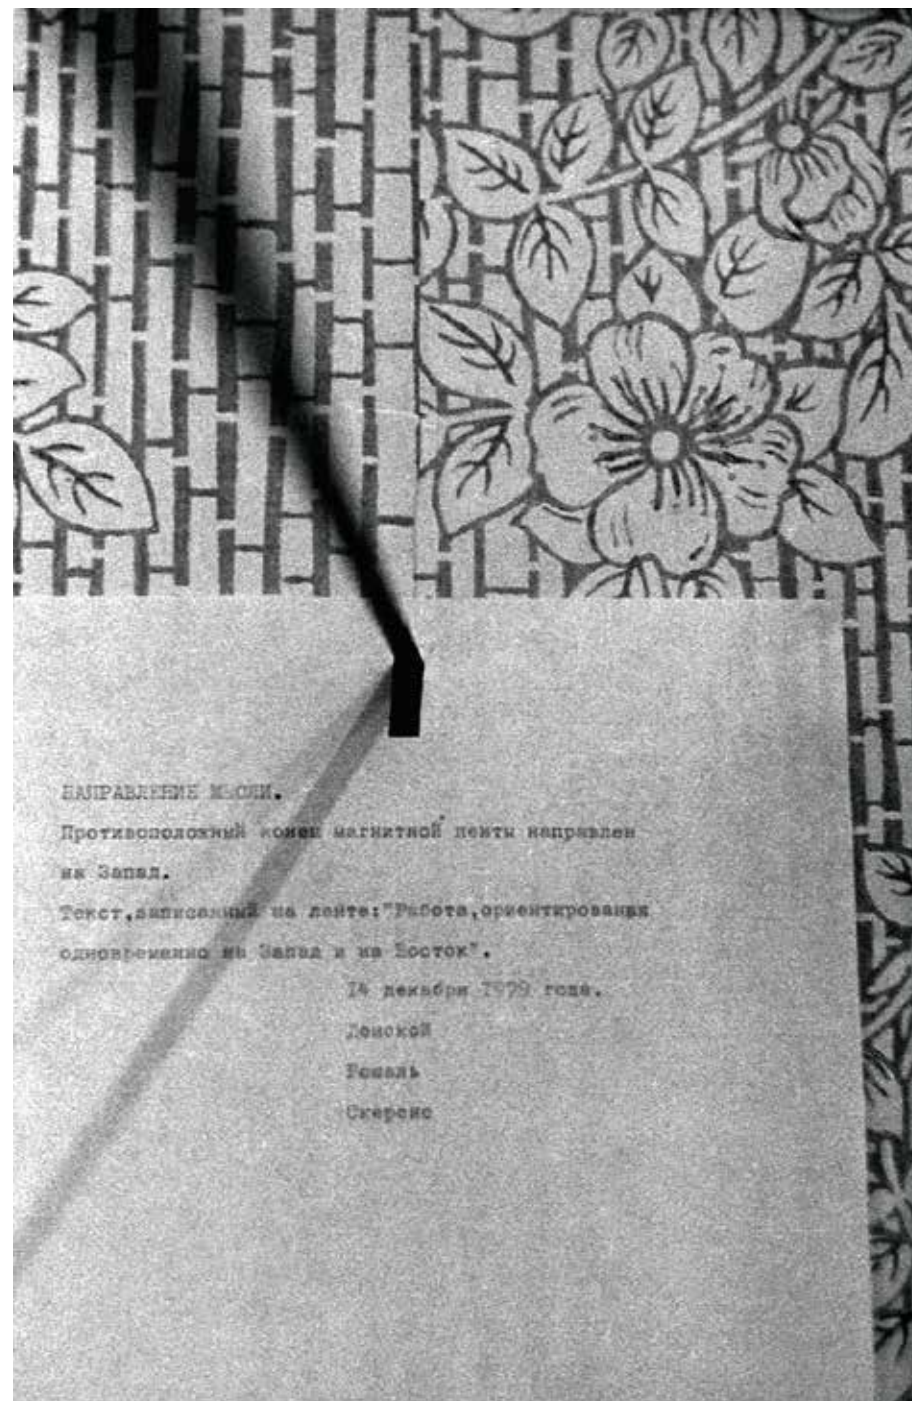 НАПРАВЛЕНИЕ МЫСЛИ.
Противоположный конец магнитной ленты направлен
на Запад.
Текст,записанный на ленте:"Работа,ориентированая
одновременно на Запад и на Восток".
14 декабря 1979 года.
Донской
Рошаль
Скерсис